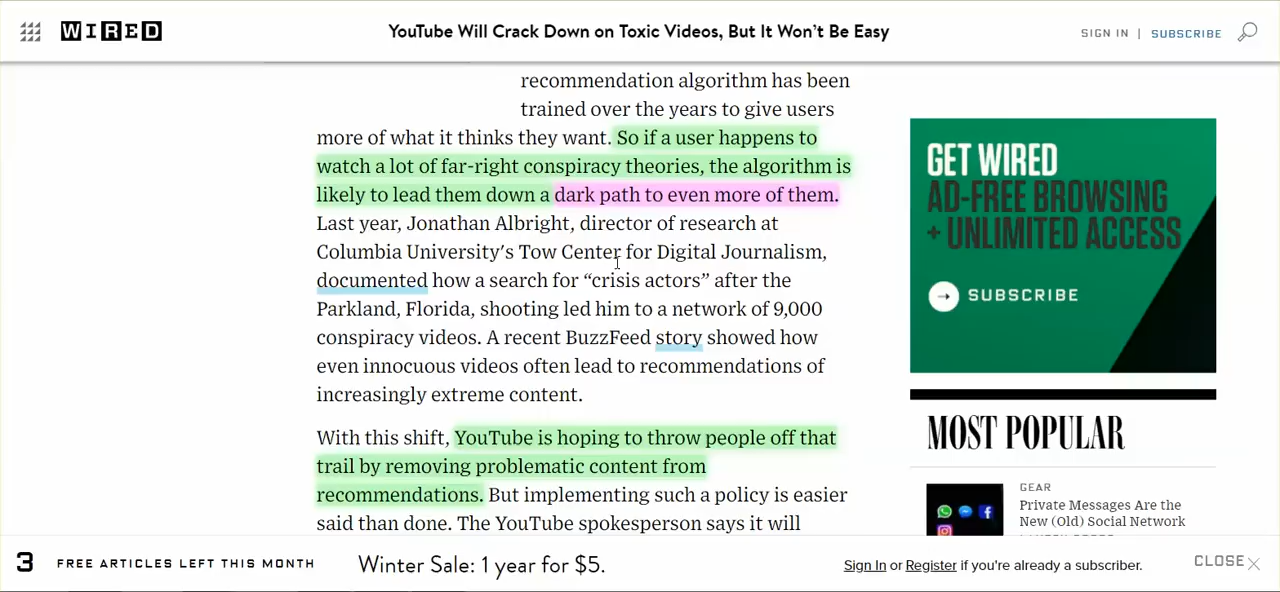 WIRED
YouTube Will Crack Down on Toxic Videos, But It Won't Be Easy
SIGN IN | SUBSCRIBE
recommendation algorithm has been
trained over the years to give users
more of what it thinks they want. So if a user happens to
watch a lot of far-right conspiracy theories, the algorithm is
likely to lead them down a dark path to even more of them.
Last year, Jonathan Albright, director of research at
Columbia University's Tow Center for Digital Journalism,
documented how a search for “crisis actors” after the
Parkland, Florida, shooting led him to a network of 9,000
conspiracy videos. A recent BuzzFeed story showed how
even innocuous videos often lead to recommendations of
increasingly extreme content.
With this shift, YouTube is hoping to throw people off that
trail by removing problematic content from
recommendations. But implementing such a policy is easier
said than done. The YouTube spokesperson says it will
GET WIRED
AD-FREE BROWSING
+ UNLIMITED ACCESS
SUBSCRIBE
MOST POPULAR
GEAR
Private Messages Are the
New (Old) Social Network
3 FREE ARTICLES LEFT THIS MONTH
Winter Sale: 1 year for $5.
Sign In or Register if you're already a subscriber.
CLOSE